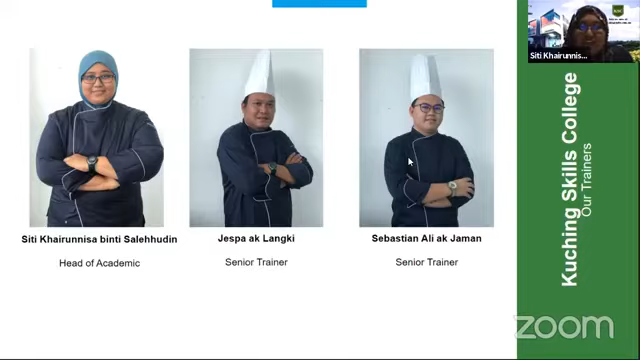 Siti Khairunnisa binti Salehhudin
Head of Academic
Jespa ak Langki
Senior Trainer
Sebastian Ali ak Jaman
Senior Trainer
Siti Khairunnis...
Kuching Skills College
Our Trainers
zoom